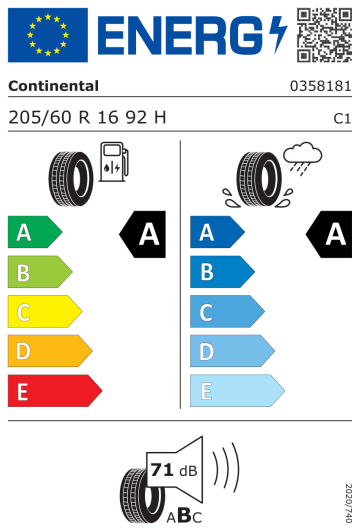 ENERG
Continental 0358181
205/60 R 16 92 H C1
A A A A
B B
C C
D D
E E
71 dB
ABC
2020/740